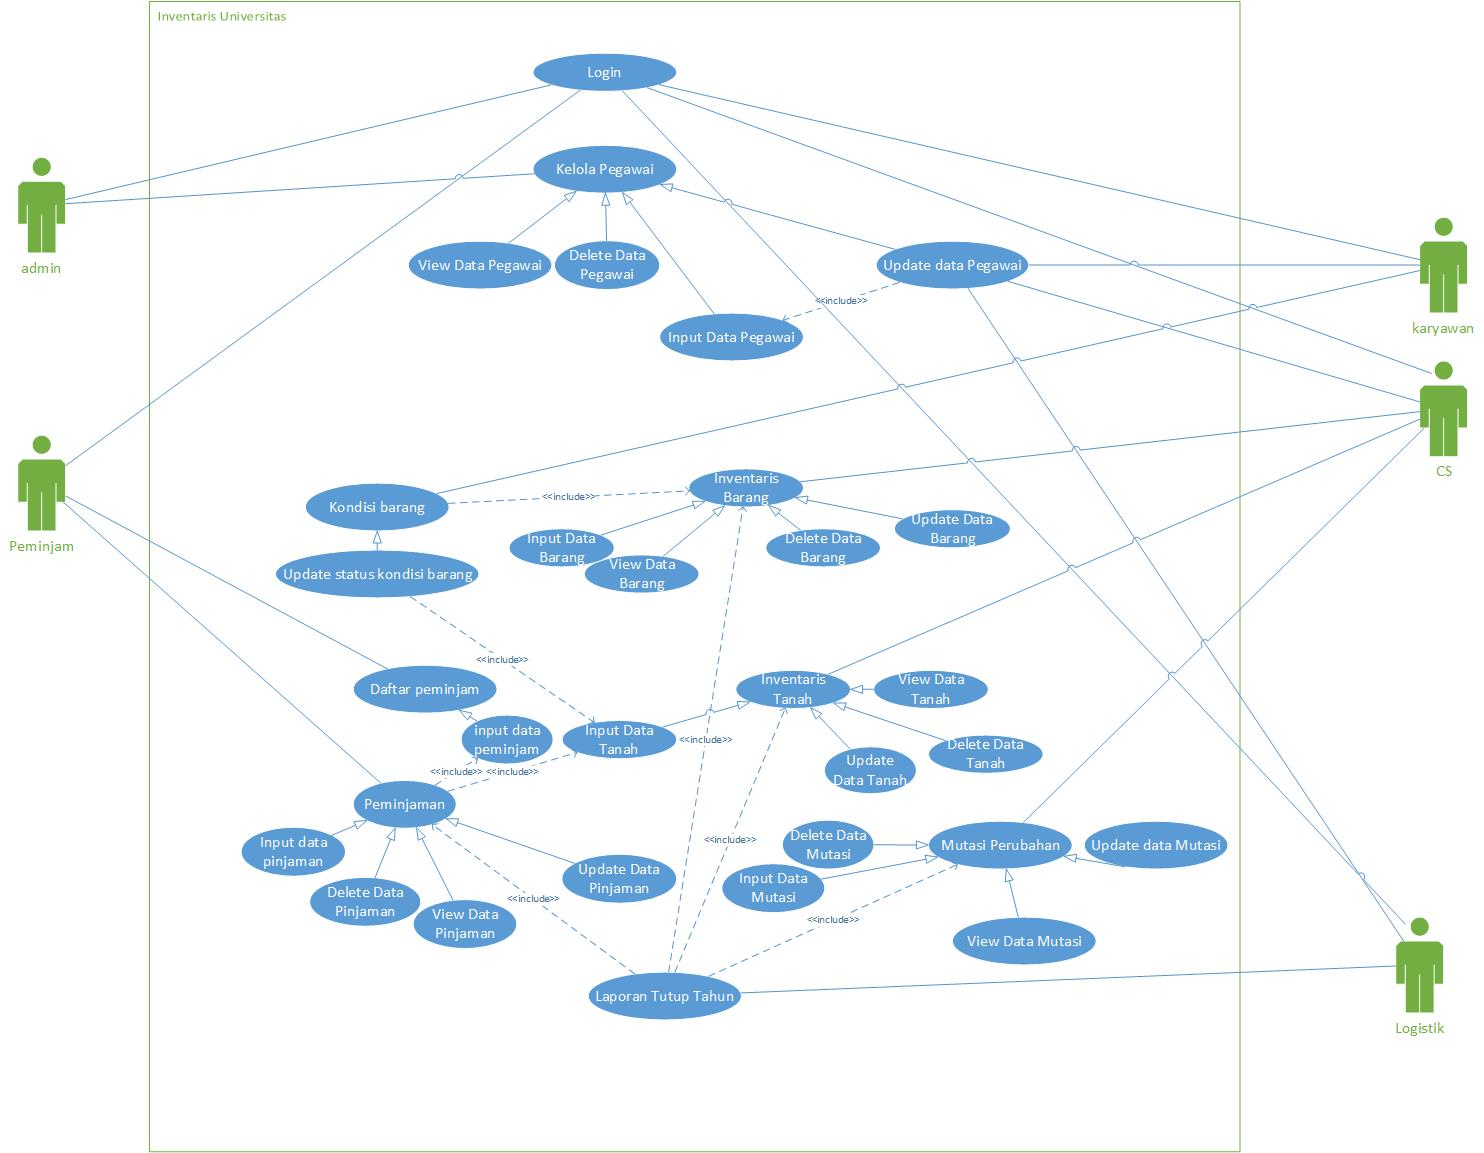 Inventaris Universitas
Login
Kelola Pegawai
admin
View Data Pegawai
Delete Data
Pegawai
Update data Pegawai
<<include>>
Input Data Pegawai
karyawan
CS
Peminjam
Kondisi barang
<<include>>
Inventaris
Barang
Input Data
Barang
View Data
Barang
Delete Data
Barang
Update Data
Barang
Update status kondisi barang
<<include>>
Daftar peminjam
input data
peminjam
Input Data
Tanah
<<include>>
Inventaris
Tanah
View Data
Tanah
Update
Data Tanah
Delete Data
Tanah
<<include>>
<<include>>
Peminjaman
Input data
pinjaman
Delete Data
Pinjaman
View Data
Pinjaman
Update Data
Pinjaman
<<include>>
<<include>>
Delete Data
Mutasi
Input Data
Mutasi
Mutasi Perubahan
Update data Mutasi
<<include>>
View Data Mutasi
Laporan Tutup Tahun
Logistik